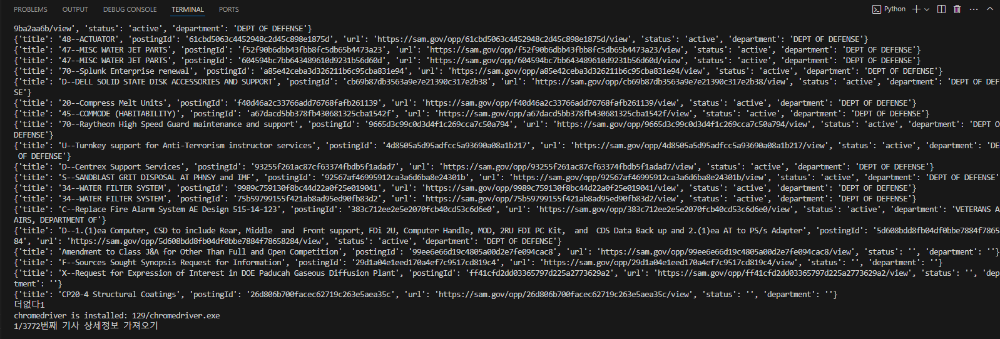 PROBLEMS OUTPUT DEBUG CONSOLE TERMINAL PORTS Python
9ba2aa6b/view', 'status': 'active', 'department': 'DEPT OF DEFENSE'}
{'title': '48--ACTUATOR', 'postingId': '61cbd5063c4452948c2d45c898e1875d', 'url': 'https://sam.gov/opp/61cbd5063c4452948c2d45c898e1875d/view', 'status': 'active', 'department': 'DEPT OF DEFENSE'}
{'title': '47--MISC WATER JET PARTS', 'postingId': 'f52f90b6dbb43fbb8fc5db65b4473a23', 'url': 'https://sam.gov/opp/f52f90b6dbb43fbb8fc5db65b4473a23/view', 'status': 'active', 'department': 'DEPT OF DEFENSE'}
{'title': '47--MISC WATER JET PARTS', 'postingId': '604594bc7bb643489610d9231b56d60d', 'url': 'https://sam.gov/opp/604594bc7bb643489610d9231b56d60d/view', 'status': 'active', 'department': 'DEPT OF DEFENSE'}
{'title': '70--Splunk Enterprise renewal', 'postingId': 'a85e42ceba3d326211b6c95cba831e94', 'url': 'https://sam.gov/opp/a85e42ceba3d326211b6c95cba831e94/view', 'status': 'active', 'department': 'DEPT OF DEFENSE'}
{'title': 'D--DELL SOLID STATE DISK ACCESSORIES AND SUPPORT', 'postingId': 'cb69b87db3563a9e7e21390c317e2b38', 'url': 'https://sam.gov/opp/cb69b87db3563a9e7e21390c317e2b38/view', 'status': 'active', 'department': 'DEPT OF DEF
SE'}
{'title': '20--Compress Melt Units', 'postingId': 'f40d46a2c33766add76768fafb261139', 'url': 'https://sam.gov/opp/f40d46a2c33766add76768fafb261139/view', 'status': 'active', 'department': 'DEPT OF DEFENSE'}
{'title': '45--COMMODE (HABITABILITY)', 'postingId': 'a67dacd5bb378fb430681325cba1542f', 'url': 'https://sam.gov/opp/a67dacd5bb378fb430681325cba1542f/view', 'status': 'active', 'department': 'DEPT OF DEFENSE'}
{'title': '70--Raytheon High Speed Guard maintenance and support', 'postingId': '9665d3c99c0d3d4f1c269cca7c50a794', 'url': 'https://sam.gov/opp/9665d3c99c0d3d4f1c269cca7c50a794/view', 'status': 'active', 'department': 'DEPT O
DEFENSE'}
{'title': 'U--Turnkey support for Anti-Terrorism instructor services', 'postingId': '4d8505a5d95adfcc5a93690a08a1b217', 'url': 'https://sam.gov/opp/4d8505a5d95adfcc5a93690a08a1b217/view', 'status': 'active', 'department': 'DE
OF DEFENSE'}
{'title': 'D--Centrex Support Services', 'postingId': '93255f261ac87cf63374fbdb5f1adad7', 'url': 'https://sam.gov/opp/93255f261ac87cf63374fbdb5f1adad7/view', 'status': 'active', 'department': 'DEPT OF DEFENSE'}
{'title': 'S--SANDBLAST GRIT DISPOSAL AT PHNSY and IMF', 'postingId': '92567af46995912ca3a6d6ba8e24301b', 'url': 'https://sam.gov/opp/92567af46995912ca3a6d6ba8e24301b/view', 'status': 'active', 'department': 'DEPT OF DEFENSE'
{'title': '34--WATER FILTER SYSTEM', 'postingId': '9989c759130f8bc44d22a0f25e019041', 'url': 'https://sam.gov/opp/9989c759130f8bc44d22a0f25e019041/view', 'status': 'active', 'department': 'DEPT OF DEFENSE'}
{'title': '34--WATER FILTER SYSTEM', 'postingId': '75b59799155f421ab8ad95ed90fb83d2', 'url': 'https://sam.gov/opp/75b59799155f421ab8ad95ed90fb83d2/view', 'status': 'active', 'department': 'DEPT OF DEFENSE'}
{'title': 'C--Replace Fire Alarm System AE Design 515-14-123', 'postingId': '383c712ee2e5e2070fcb40cd53c6d6e0', 'url': 'https://sam.gov/opp/383c712ee2e5e2070fcb40cd53c6d6e0/view', 'status': 'active', 'department': 'VETERANS A
AIRS, DEPARTMENT OF'}
{'title': 'D--1.(1)ea Computer, CSD to include Rear, Middle  and  Front support, FDi 2U, Computer Handle, MOD, 2RU FDI PC Kit,  and  CDS Data Back up and 2.(1)ea AT to PS/s Adapter', 'postingId': '5d608bdd8fb04df0bbe7884f7865
84', 'url': 'https://sam.gov/opp/5d608bdd8fb04df0bbe7884f78658284/view', 'status': 'active', 'department': 'DEPT OF DEFENSE'}
{'title': 'Amendment to Class J&A for Other Than Full and Open Competition', 'postingId': '99ee6e66d19c4805a00d2e7fe094cac8', 'url': 'https://sam.gov/opp/99ee6e66d19c4805a00d2e7fe094cac8/view', 'status': '', 'department': ''}
{'title': 'F--Sources Sought Synopsis Request for Information', 'postingId': '29d1a04e1eed170a4ef7c9517cd819c4', 'url': 'https://sam.gov/opp/29d1a04e1eed170a4ef7c9517cd819c4/view', 'status': '', 'department': ''}
{'title': 'X--Request for Expression of Interest in DOE Paducah Gaseous Diffusion Plant', 'postingId': 'ff41cfd2dd03365797d225a2773629a2', 'url': 'https://sam.gov/opp/ff41cfd2dd03365797d225a2773629a2/view', 'status': '', 'dep
tment': ''}
{'title': 'CP20-4 Structural Coatings', 'postingId': '26d806b700facec62719c263e5aea35c', 'url': 'https://sam.gov/opp/26d806b700facec62719c263e5aea35c/view', 'status': '', 'department': ''}
더없다1
chromedriver is installed: 129/chromedriver.exe
1/3772번째 기사 상세정보 가져오기